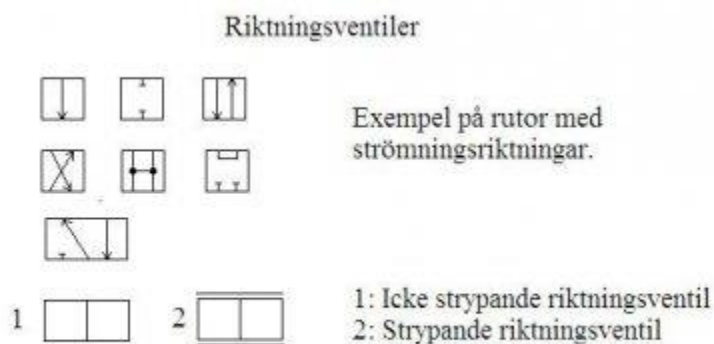 Riktningsventiler
Exempel på rutor med
strömningsriktningar.
1
2
1: Icke strypande riktningsventil
2: Strypande riktningsventil